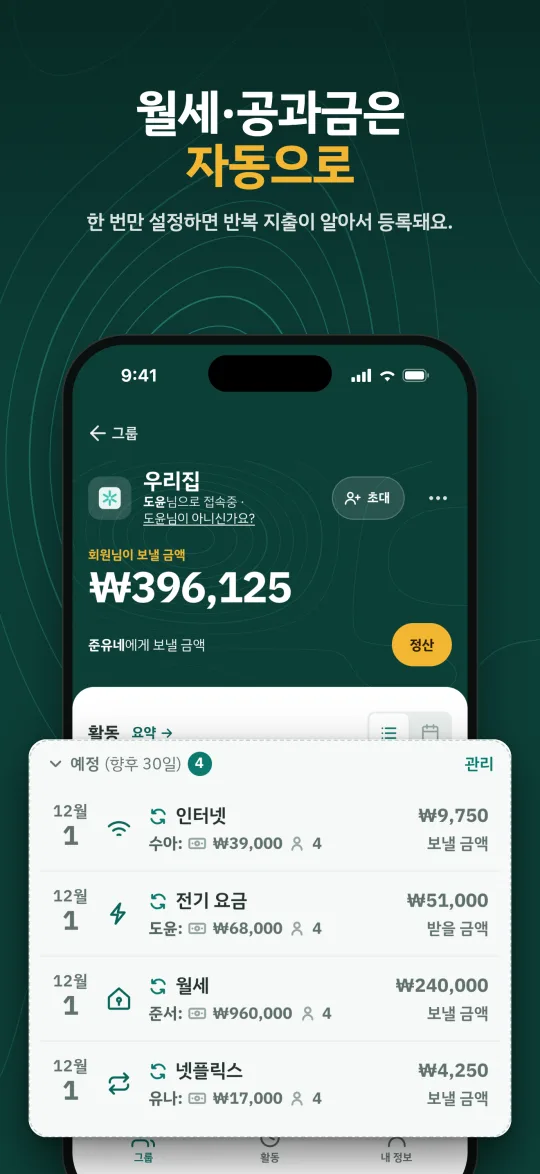 월세·공과금은
자동으로
한 번만 설정하면 반복 지출이 알아서 등록돼요.
9:41
← 그룹
우리집
도윤님으로 접속중 ·
도윤님이 아니신가요?
초대
회원님이 보낼 금액
₩396,125
준유네에게 보낼 금액
정산
활동 요약 →
예정 (향후 30일) 4
관리
12월
1
인터넷
수아: ₩39,000 4
₩9,750
보낼 금액
12월
1
전기 요금
도윤: ₩68,000 4
₩51,000
받을 금액
12월
1
월세
준서: ₩960,000 4
₩240,000
보낼 금액
12월
1
넷플릭스
유나: ₩17,000 4
₩4,250
보낼 금액
그룹
활동
내 정보